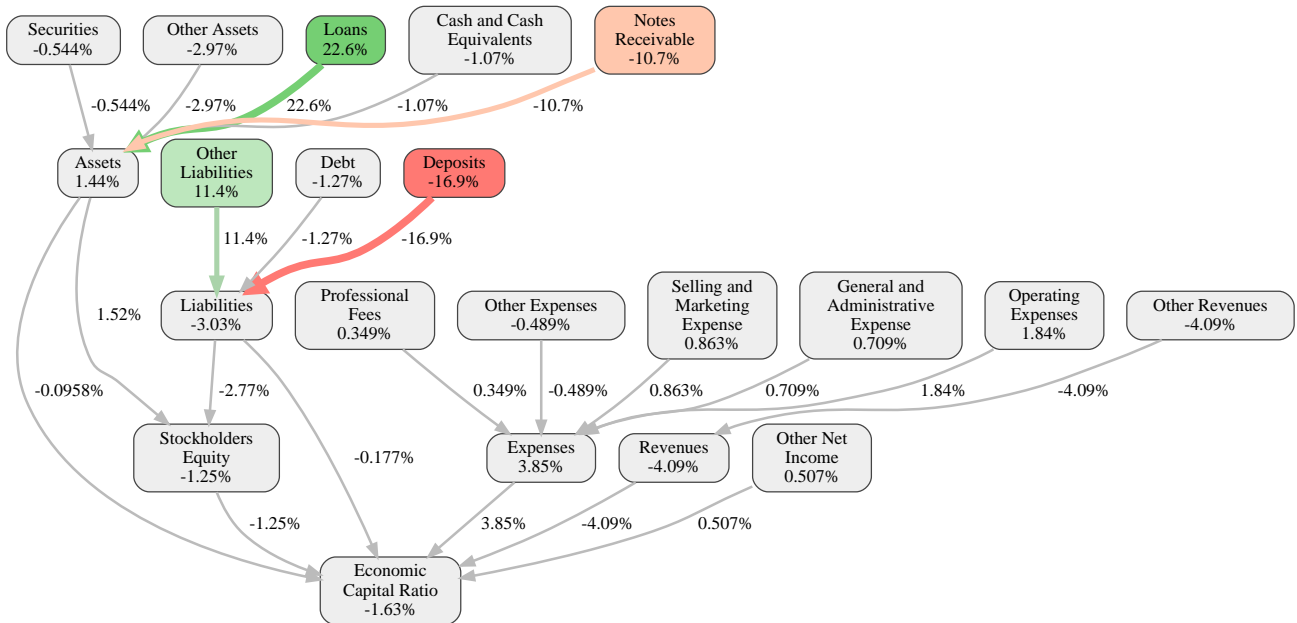 Securities
-0.544%
Other Assets
-2.97%
Loans
22.6%
Cash and Cash
Equivalents
-1.07%
Notes
Receivable
-10.7%
-0.544%
-2.97%
22.6%
-1.07%
-10.7%
Assets
1.44%
Other
Liabilities
11.4%
Debt
-1.27%
Deposits
-16.9%
11.4%
-1.27%
-16.9%
Liabilities
-3.03%
Professional
Fees
0.349%
Other Expenses
-0.489%
Selling and
Marketing
Expense
0.863%
General and
Administrative
Expense
0.709%
Operating
Expenses
1.84%
Other Revenues
-4.09%
1.52%
-0.0958%
-2.77%
0.349%
-0.489%
0.863%
0.709%
1.84%
-4.09%
Stockholders
Equity
-1.25%
-0.177%
Expenses
3.85%
Revenues
-4.09%
Other Net
Income
0.507%
-1.25%
3.85%
-4.09%
0.507%
Economic
Capital Ratio
-1.63%